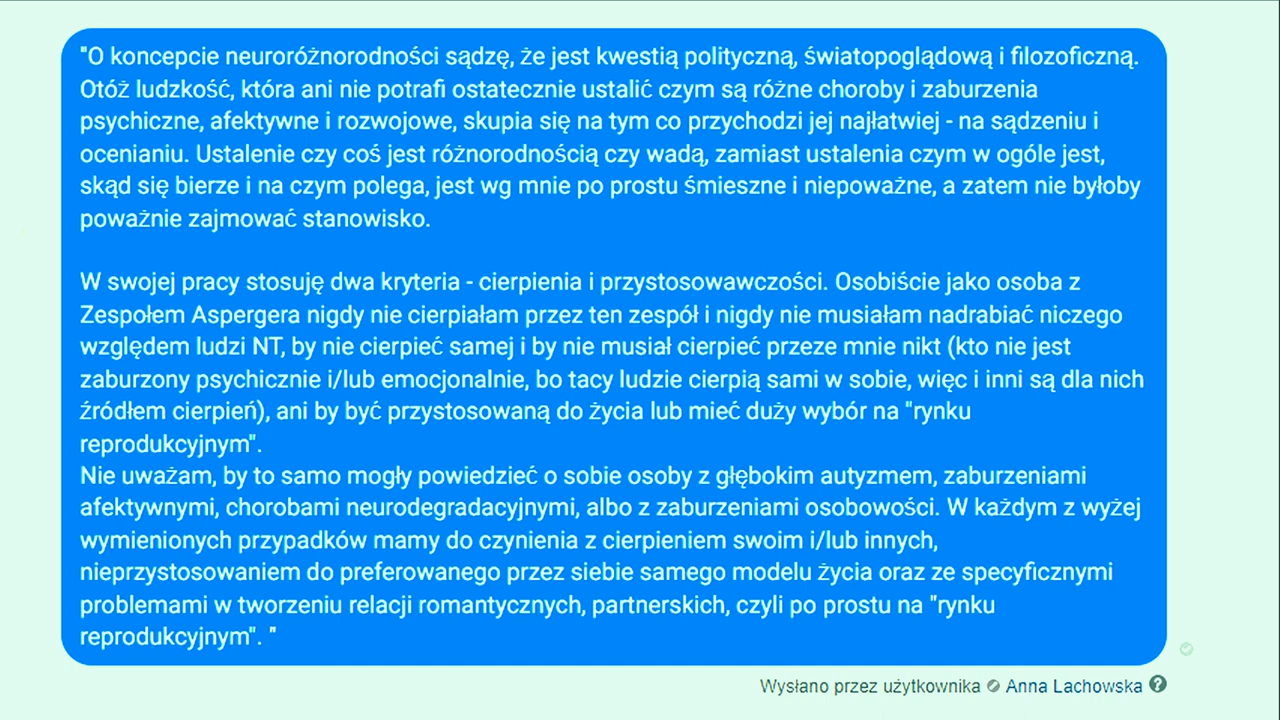 "O koncepcie neuroróżnorodności sądzę, że jest kwestią polityczną, światopoglądową i filozoficzną.
Otóż ludzkość, która ani nie potrafi ostatecznie ustalić czym są różne choroby i zaburzenia
psychiczne, afektywne i rozwojowe, skupia się na tym co przychodzi jej najłatwiej - na sądzeniu i
ocenianiu. Ustalenie czy coś jest różnorodnością czy wadą, zamiast ustalenia czym w ogóle jest,
skąd się bierze i na czym polega, jest wg mnie po prostu śmieszne i niepoważne, a zatem nie byłoby
poważnie zajmować stanowisko.
W swojej pracy stosuję dwa kryteria - cierpienia i przystosowawczości. Osobiście jako osoba z
Zespołem Aspergera nigdy nie cierpiałam przez ten zespół i nigdy nie musiałam nadrabiać niczego
względem ludzi NT, by nie cierpieć samej i by nie musiał cierpieć przeze mnie nikt (kto nie jest
zaburzony psychicznie i/lub emocjonalnie, bo tacy ludzie cierpią sami w sobie, więc i inni są dla nich
źródłem cierpień), ani by być przystosowaną do życia lub mieć duży wybór na "rynku
reprodukcyjnym".
Nie uważam, by to samo mogły powiedzieć o sobie osoby z głębokim autyzmem, zaburzeniami
afektywnymi, chorobami neurodegradacyjnymi, albo z zaburzeniami osobowości. W każdym z wyżej
wymienionych przypadków mamy do czynienia z cierpieniem swoim i/lub innych,
nieprzystosowaniem do preferowanego przez siebie samego modelu życia oraz ze specyficznymi
problemami w tworzeniu relacji romantycznych, partnerskich, czyli po prostu na "rynku
reprodukcyjnym". "
Wysłano przez użytkownika Anna Lachowska ?